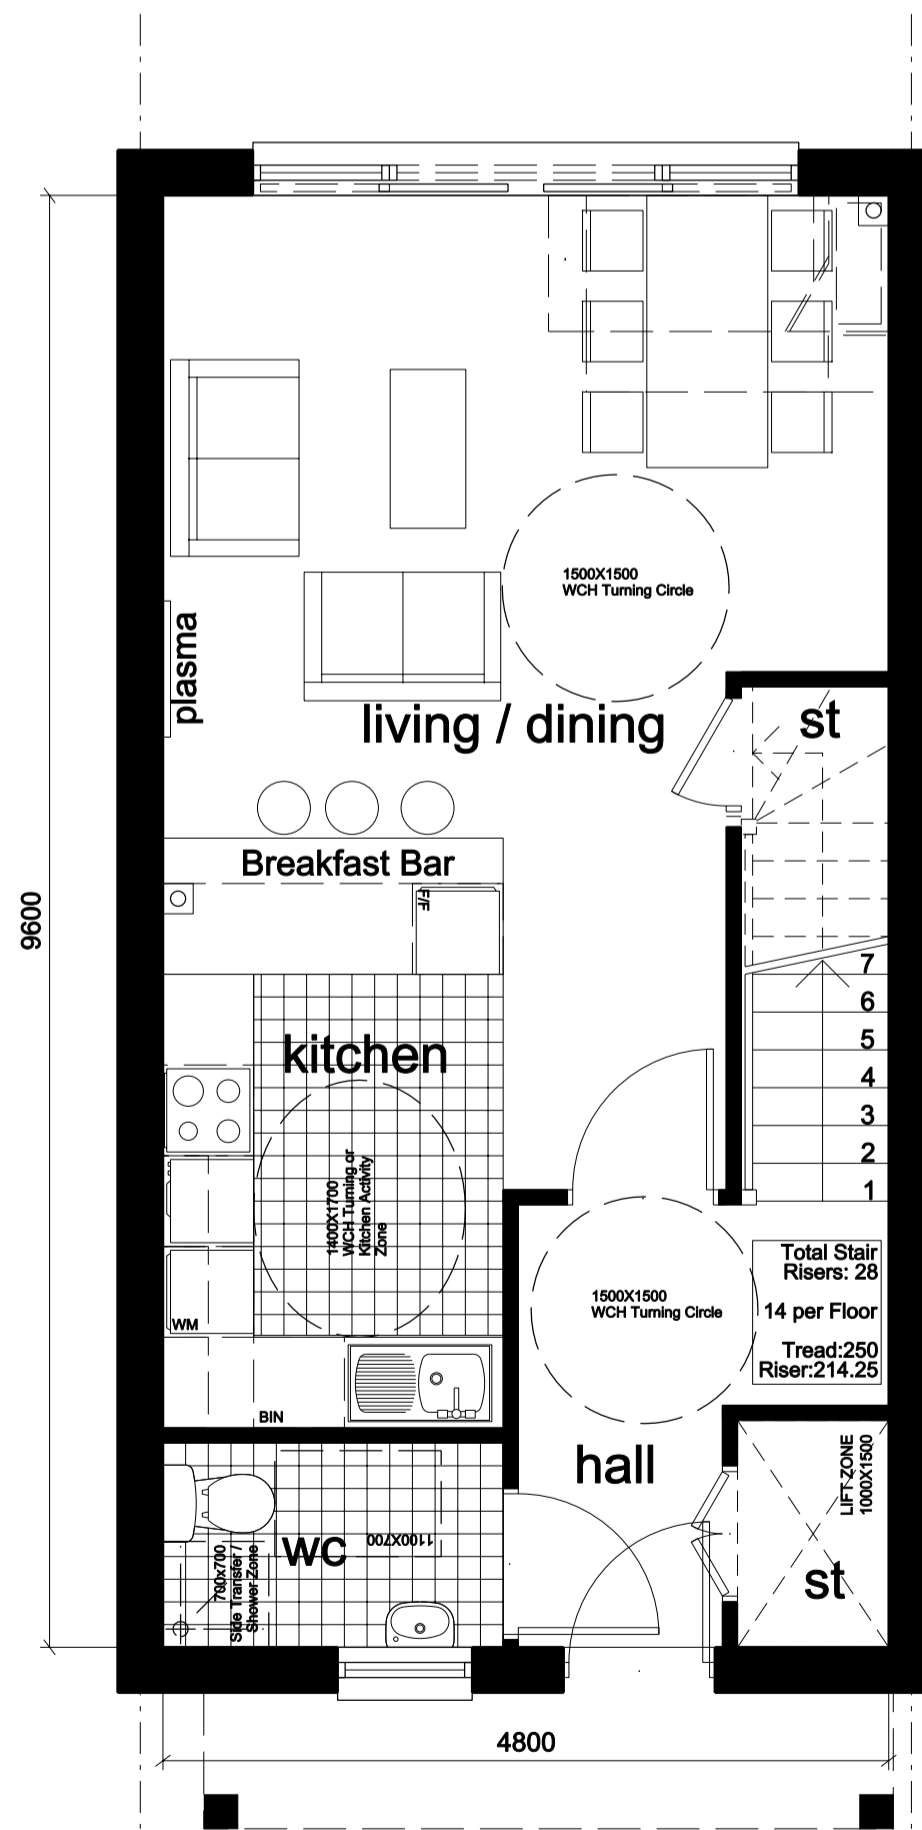 1500X1500
WCH Turning Circle
plasma
living / dining
st
Breakfast Bar
F/F
9600
7
6
5
4
3
2
1
kitchen
1400X1700
WCH Turning or
Kitchen Activity
Zone
1500X1500
WCH Turning Circle
Total Stair
Risers: 28
14 per Floor
Tread:250
Riser:214.25
WM
BIN
hall
LIFT ZONE
1000X1500
st
wc
1100X700
700x700
Side Transfer /
Shower Zone
4800